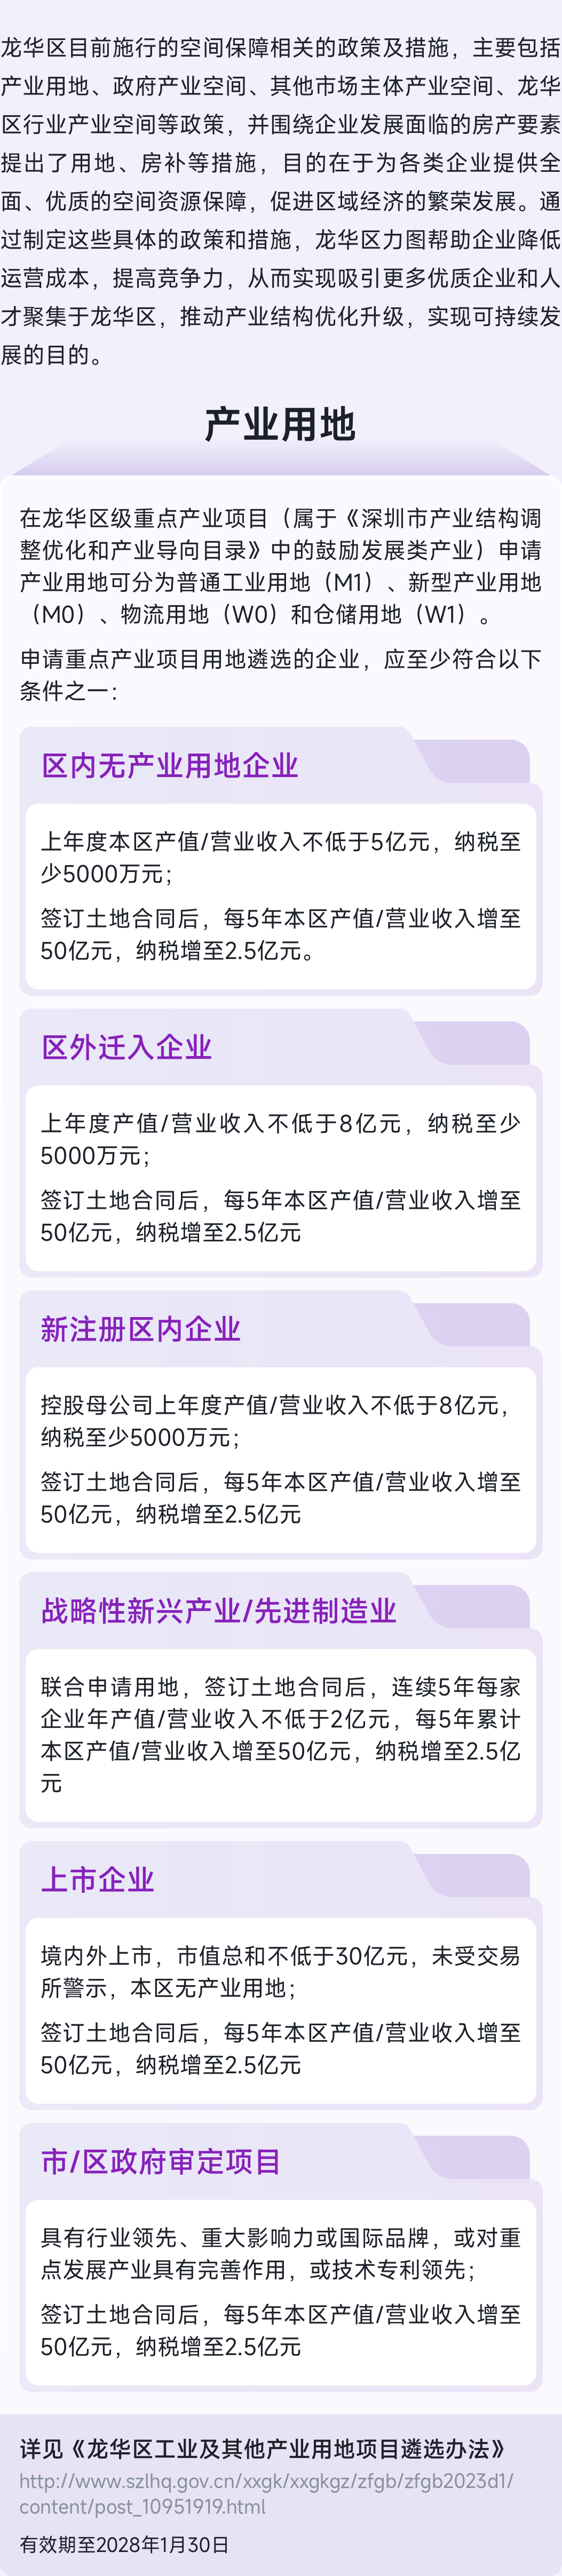 龙华区目前施行的空间保障相关的政策及措施，主要包括
产业用地、政府产业空间、其他市场主体产业空间、龙华
区行业产业空间等政策，并围绕企业发展面临的房产要素
提出了用地、房补等措施，目的在于为各类企业提供全
面、优质的空间资源保障，促进区域经济的繁荣发展。通
过制定这些具体的政策和措施，龙华区力图帮助企业降低
运营成本，提高竞争力，从而实现吸引更多优质企业和人
才聚集于龙华区，推动产业结构优化升级，实现可持续发
展的目的。
产业用地
在龙华区级重点产业项目（属于《深圳市产业结构调
整优化和产业导向目录》中的鼓励发展类产业）申请
产业用地可分为普通工业用地（M1）、新型产业用地
（M0）、物流用地（W0）和仓储用地（W1）。
申请重点产业项目用地遴选的企业，应至少符合以下
条件之一：
区内无产业用地企业
上年度本区产值/营业收入不低于5亿元，纳税至
少5000万元；
签订土地合同后，每5年本区产值/营业收入增至
50亿元，纳税增至2.5亿元。
区外迁入企业
上年度产值/营业收入不低于8亿元，纳税至少
5000万元；
签订土地合同后，每5年本区产值/营业收入增至
50亿元，纳税增至2.5亿元
新注册区内企业
控股母公司上年度产值/营业收入不低于8亿元，
纳税至少5000万元；
签订土地合同后，每5年本区产值/营业收入增至
50亿元，纳税增至2.5亿元
战略性新兴产业/先进制造业
联合申请用地，签订土地合同后，连续5年每家
企业年产值/营业收入不低于2亿元，每5年累计
本区产值/营业收入增至50亿元，纳税增至2.5亿
元
上市企业
境内外上市，市值总和不低于30亿元，未受交易
所警示，本区无产业用地；
签订土地合同后，每5年本区产值/营业收入增至
50亿元，纳税增至2.5亿元
市/区政府审定项目
具有行业领先、重大影响力或国际品牌，或对重
点发展产业具有完善作用，或技术专利领先；
签订土地合同后，每5年本区产值/营业收入增至
50亿元，纳税增至2.5亿元
详见《龙华区工业及其他产业用地项目遴选办法》
http://www.szlhq.gov.cn/xxgk/xxgkgz/zfgb/zfgb2023d1/
content/post_10951919.html
有效期至2028年1月30日